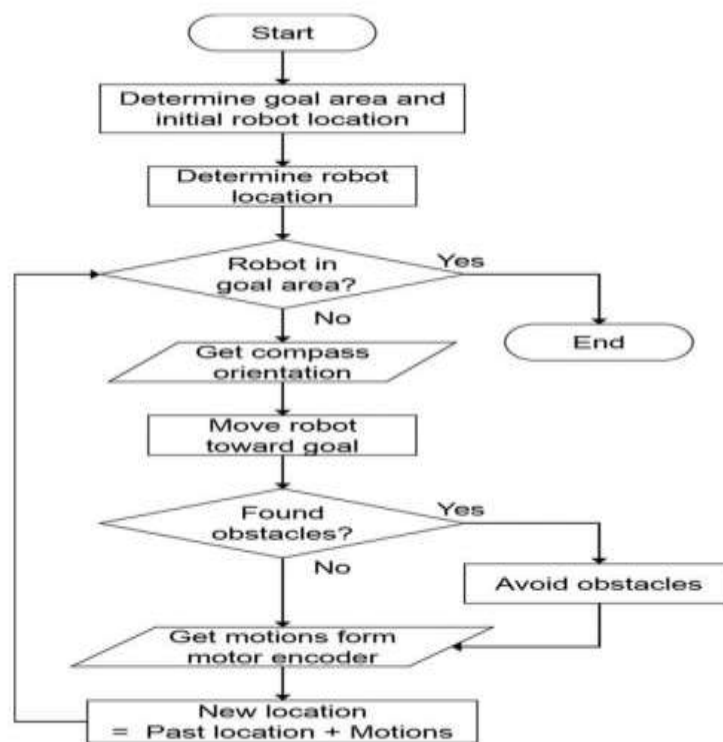 Start
Determine goal area and
initial robot location
Determine robot
location
Robot in
goal area?
Yes
No
End
Get compass
orientation
Move robot
toward goal
Found
obstacles?
Yes
No
Avoid obstacles
Get motions form
motor encoder
New location
= Past location + Motions